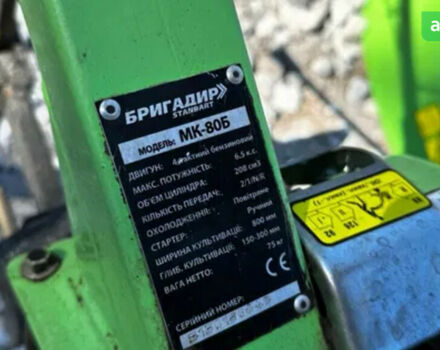 БРИГАДИР
STANDART
МОДЕЛЬ: МК-80Б
ДВИГУН: 4-тактний бензиновий
МАКС. ПОТУЖНІСТЬ: 6,5 к.с.
ОБ'ЄМ ЦИЛІНДРА: 208 см3
КІЛЬКІСТЬ ПЕРЕДАЧ: 2/1/N/R
ОХОЛОДЖЕННЯ: Повітряне
СТАРТЕР: Ручний
ШИРИНА КУЛЬТИВАЦІЇ: 800 мм
ГЛИБ. КУЛЬТИВАЦІЇ: 150-300 мм
ВАГА НЕТТО: 75 кг
CE
СЕРІЙНИЙ НОМЕР: